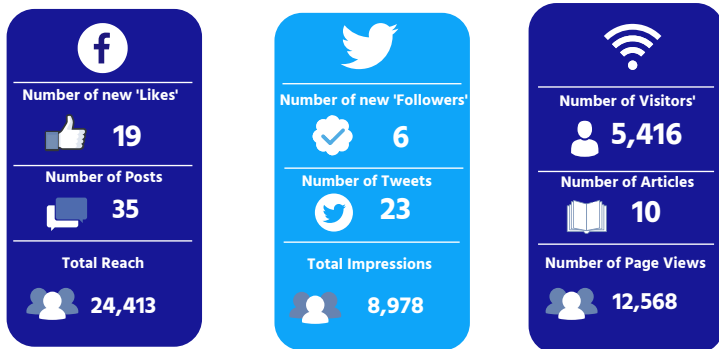 Number of new 'Likes'
19
Number of Posts
35
Total Reach
24,413
Number of new 'Followers'
6
Number of Tweets
23
Total Impressions
8,978
Number of Visitors'
5,416
Number of Articles
10
Number of Page Views
12,568